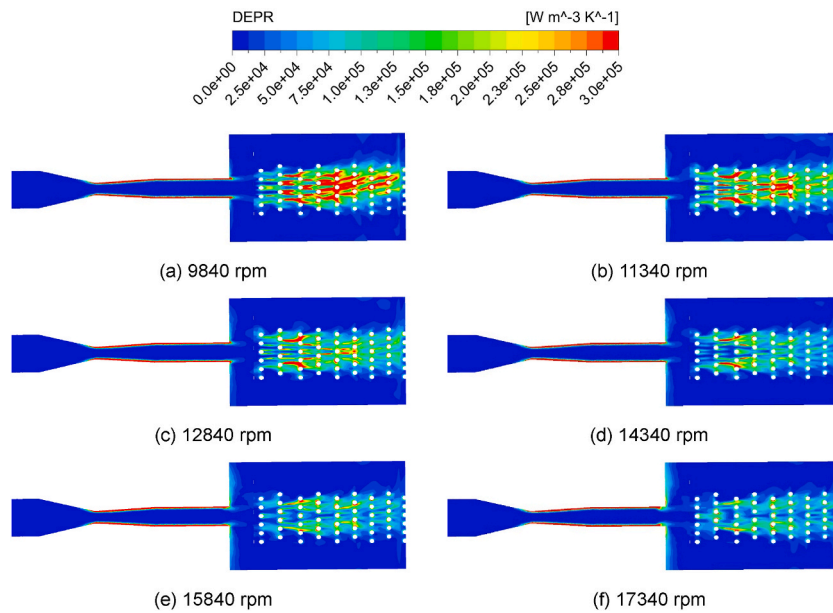 DEPR [W m^-3 K^-1]
0.0e+00 2.5e+04 5.0e+04 7.5e+04 1.0e+05 1.3e+05 1.5e+05 1.8e+05 2.0e+05 2.3e+05 2.5e+05 2.8e+05 3.0e+05
(a) 9840 rpm (b) 11340 rpm
(c) 12840 rpm (d) 14340 rpm
(e) 15840 rpm (f) 17340 rpm